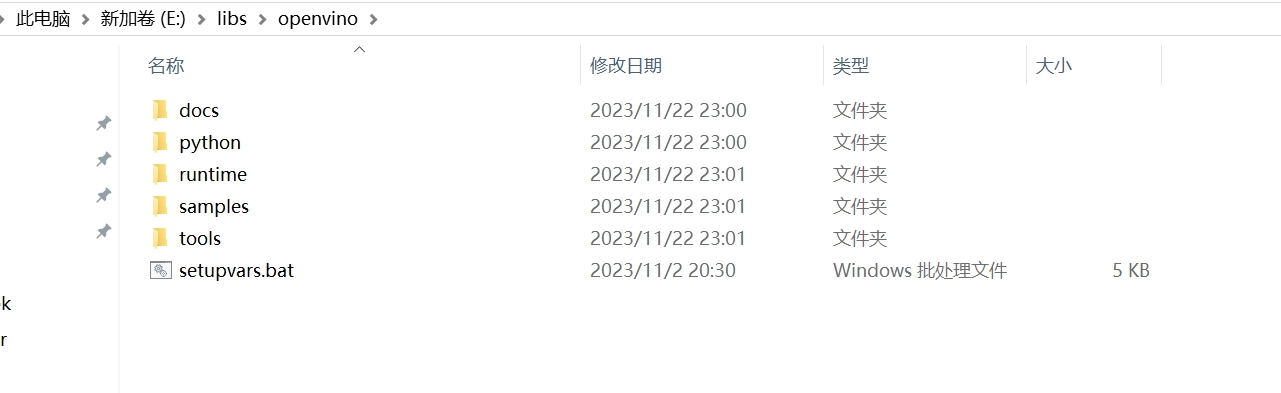 此电脑 > 新加卷 (E:) > libs > openvino >
名称 修改日期 类型 大小
docs 2023/11/22 23:00 文件夹
python 2023/11/22 23:00 文件夹
runtime 2023/11/22 23:01 文件夹
samples 2023/11/22 23:01 文件夹
tools 2023/11/22 23:01 文件夹
setupvars.bat 2023/11/2 20:30 Windows 批处理文件 5 KB
k
r